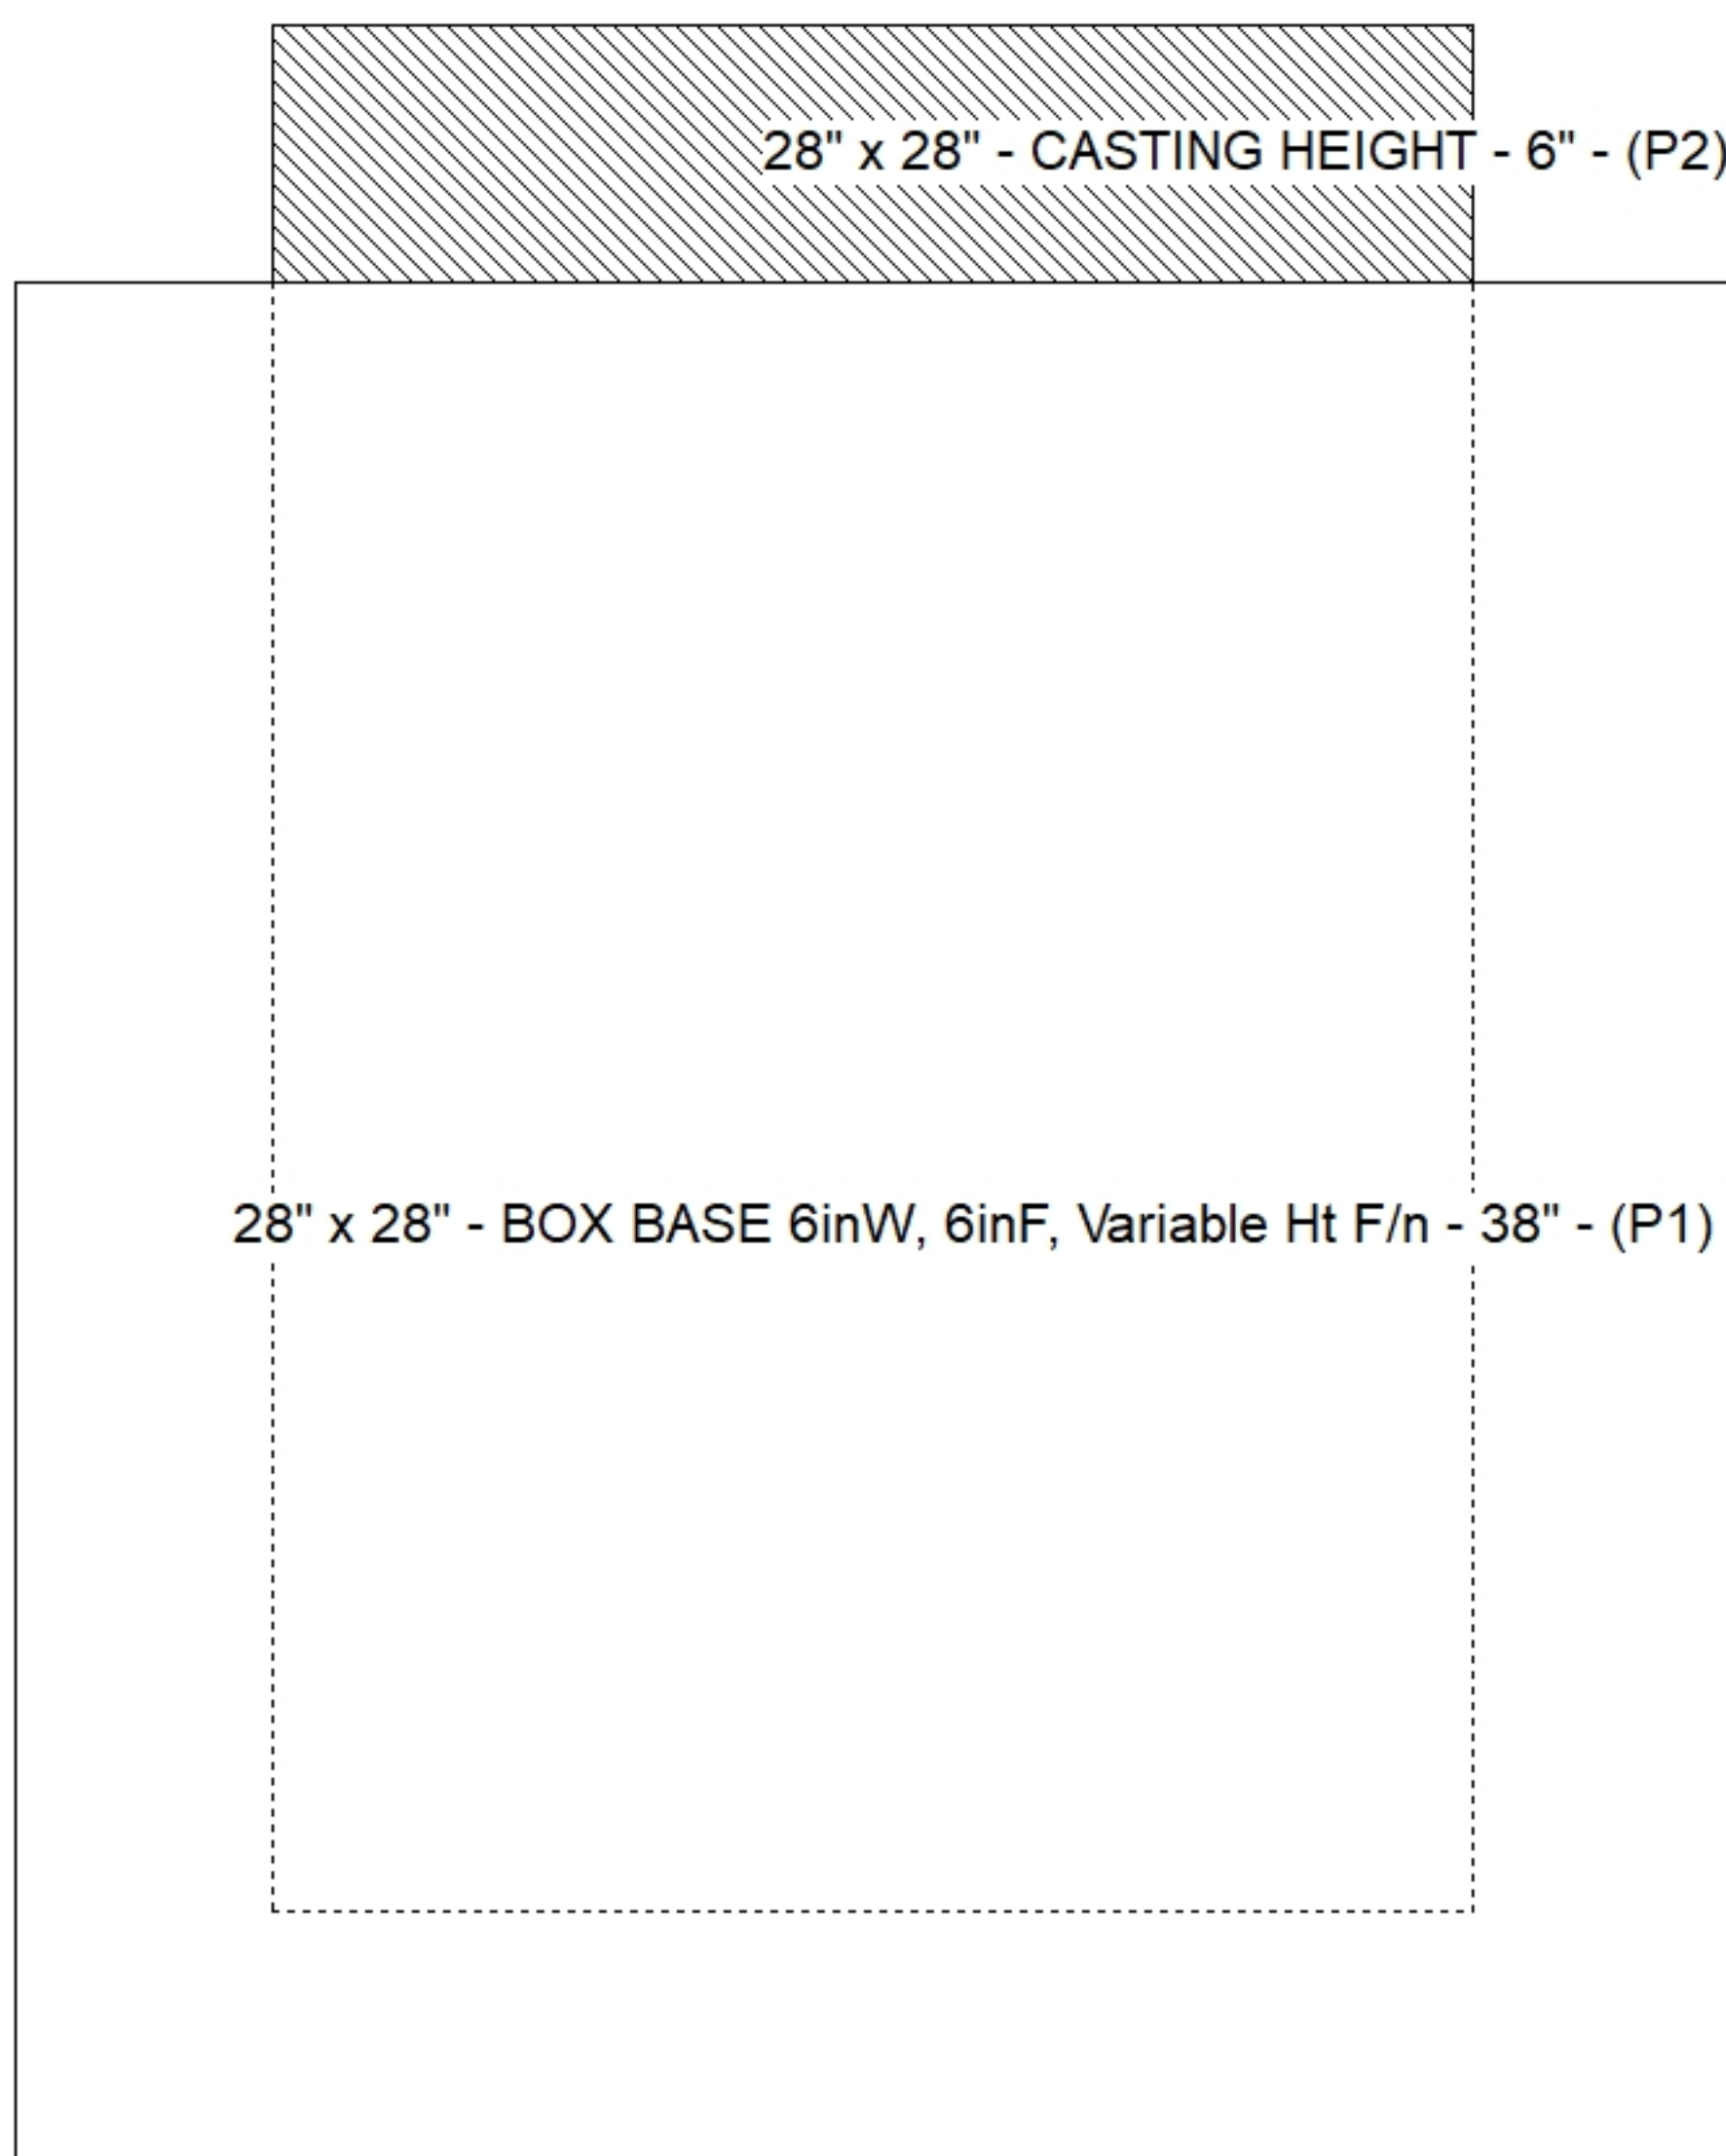 28" x 28" - CASTING HEIGHT - 6" - (P2)
28" x 28" - BOX BASE 6inW, 6inF, Variable Ht F/n - 38" - (P1)